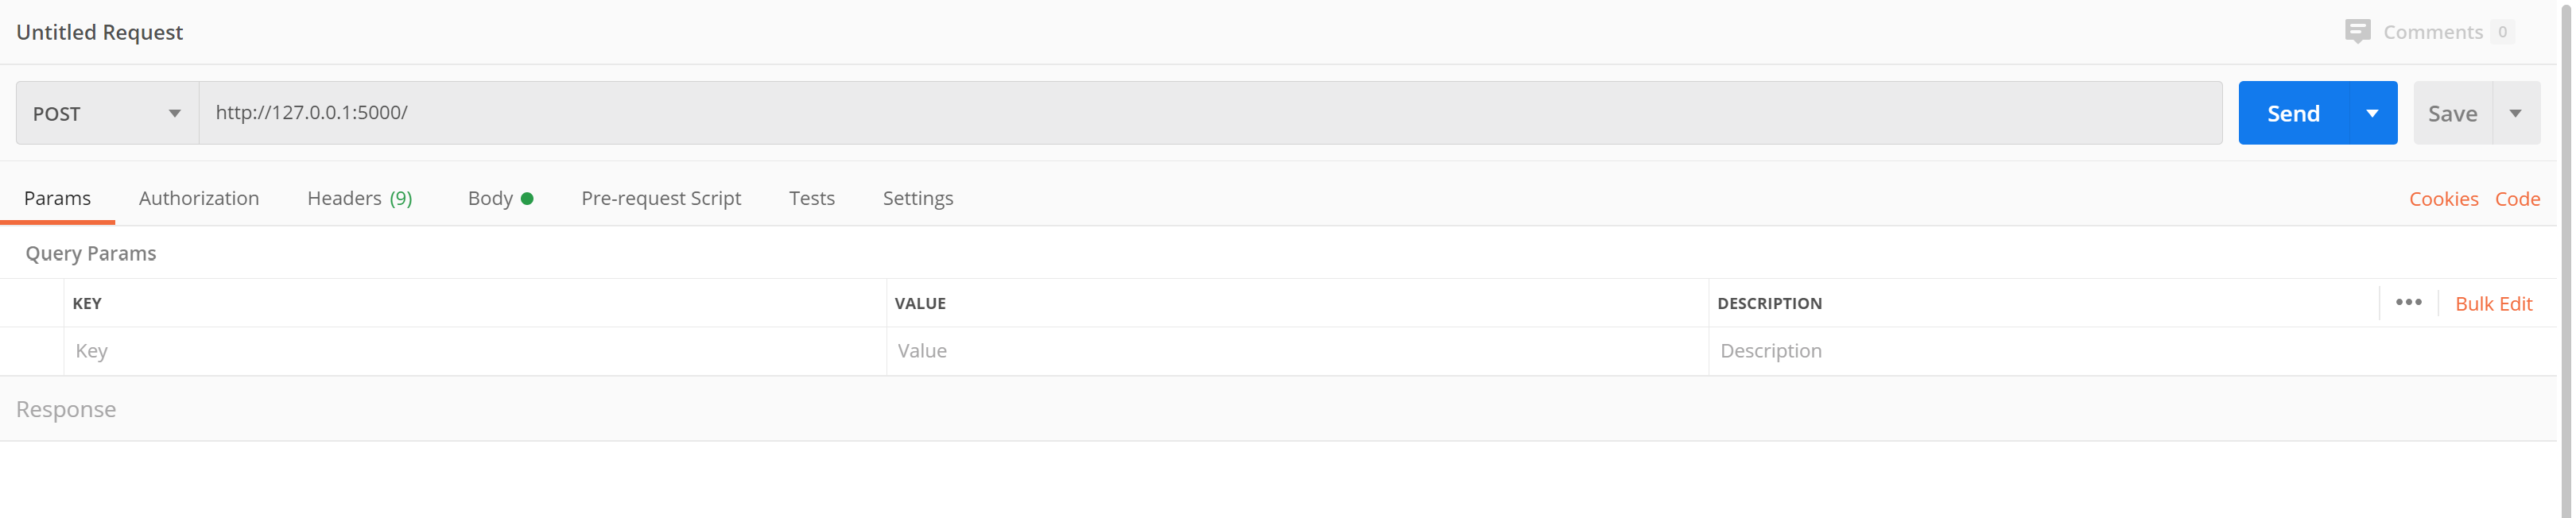 Untitled Request Comments 0
POST http://127.0.0.1:5000/ Send Save
Params Authorization Headers (9) Body Pre-request Script Tests Settings Cookies Code
Query Params
KEY VALUE DESCRIPTION Bulk Edit
Key Value Description
Response